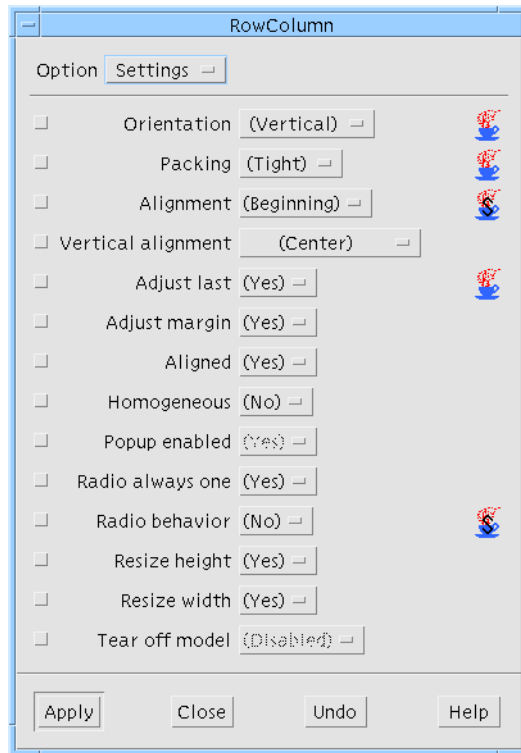 RowColumn
Option Settings
Orientation (Vertical)
Packing (Tight)
Alignment (Beginning)
Vertical alignment (Center)
Adjust last (Yes)
Adjust margin (Yes)
Aligned (Yes)
Homogeneous (No)
Popup enabled (Yes)
Radio always one (Yes)
Radio behavior (No)
Resize height (Yes)
Resize width (Yes)
Tear off model (Disabled)
Apply Close Undo Help